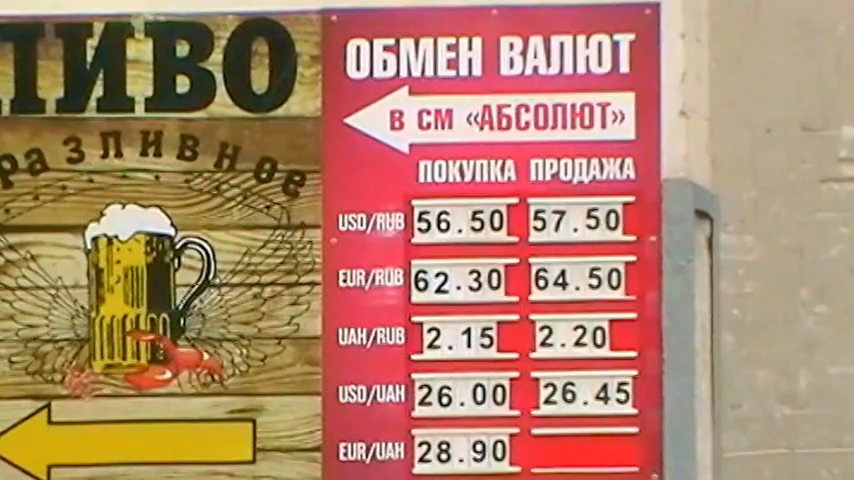 ПИВО
разливное
ОБМЕН ВАЛЮТ
В СМ «АБСОЛЮТ»
ПОКУПКА ПРОДАЖА
USD/RUB 56.50 57.50
EUR/RUB 62.30 64.50
UAH/RUB 2.15 2.20
USD/UAH 26.00 26.45
EUR/UAH 28.90